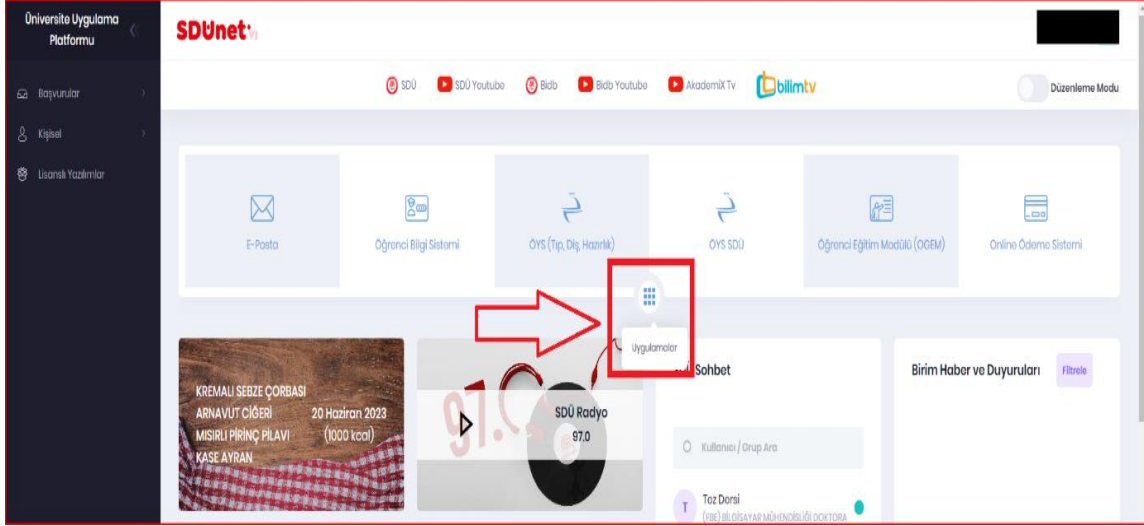 Üniversite Uygulama
Platformu
SDÜnet
SDÜ
SDÜ Youtube
Bidb
Bidb Youtube
AkademiX Tv
bilimtv
Düzenleme Modu
Başvurular
Kişisel
Lisanslı Yazılımlar
E-Posta
Öğrenci Bilgi Sistemi
ÖYS (Tıp, Diş, Hazırlık)
ÖYS SDÜ
Öğrenci Eğitim Modülü (OGEM)
Online Ödeme Sistemi
Uygulamalar
KREMALI SEBZE ÇORBASI
ARNAVUT CİĞERİ
MISIRLI PİRİNÇ PİLAVI
KASE AYRAN
20 Haziran 2023
(1000 kcal)
97.
SDÜ Radyo
97.0
Sohbet
Kullanıcı / Grup Ara
T
Toz Dersi
(FBE) BİLGİSAYAR MÜHENDİSLİĞİ DOKTORA
Birim Haber ve Duyuruları
Filtrele